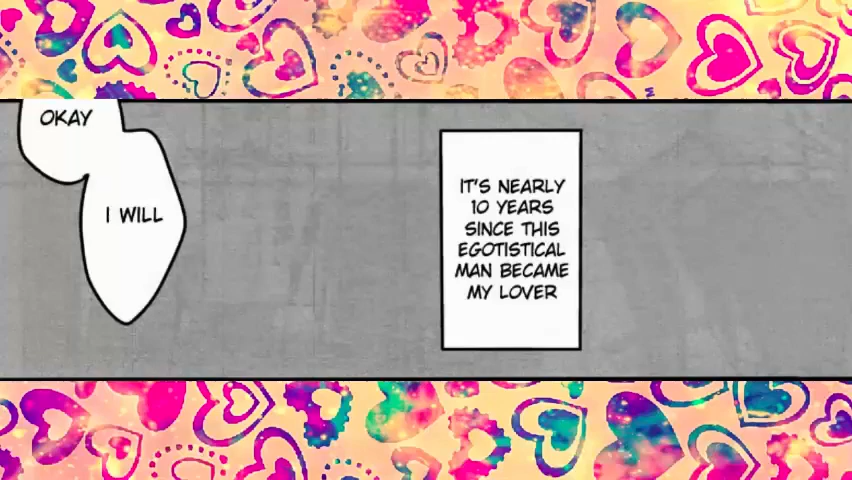 OKAY
I WILL
IT'S NEARLY
10 YEARS
SINCE THIS
EGOTISTICAL
MAN BECAME
MY LOVER